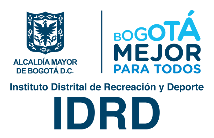 ALCALDÍA MAYOR
DE BOGOTÁ D.C.
BOGOTÁ
MEJOR
PARA TODOS
Instituto Distrital de Recreación y Deporte
IDRD